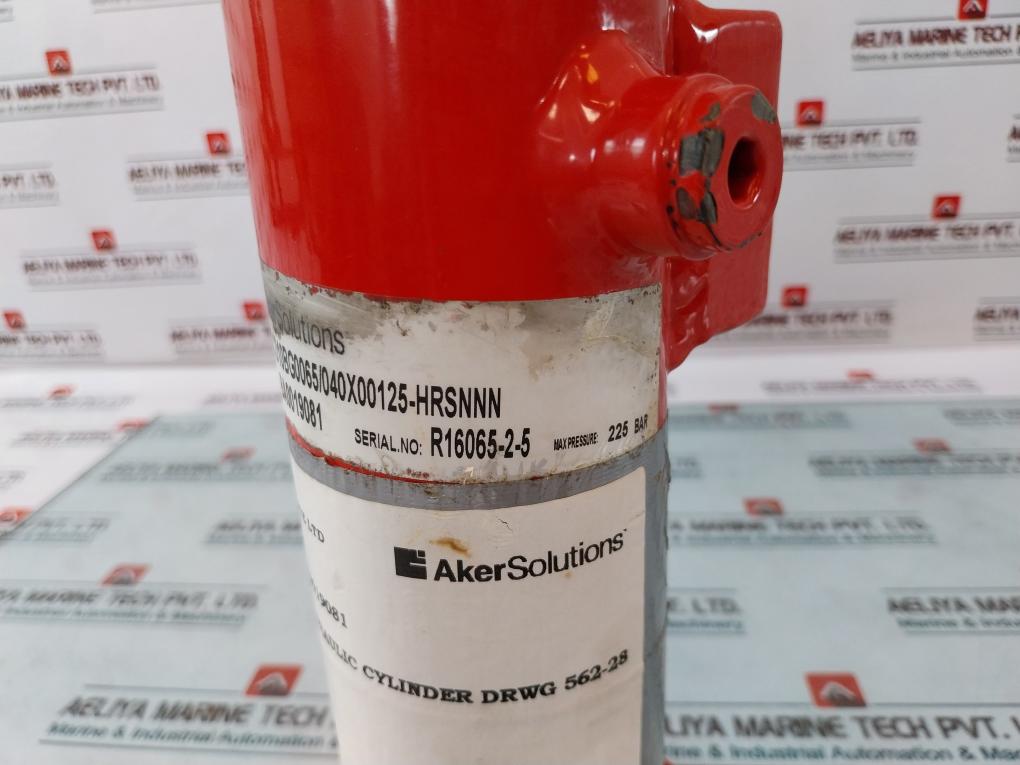 Solutions
BG0065/040X00125-HRSNNN
0019081
SERIAL.NO: R16065-2-5
MAX PRESSURE: 225 BAR
LTD
AkerSolutions
19081
AULIC CYLINDER DRWG 562-28
AELIYA MARINE TECH PVT. LTD.
Marine & Industrial Automation & Machinery